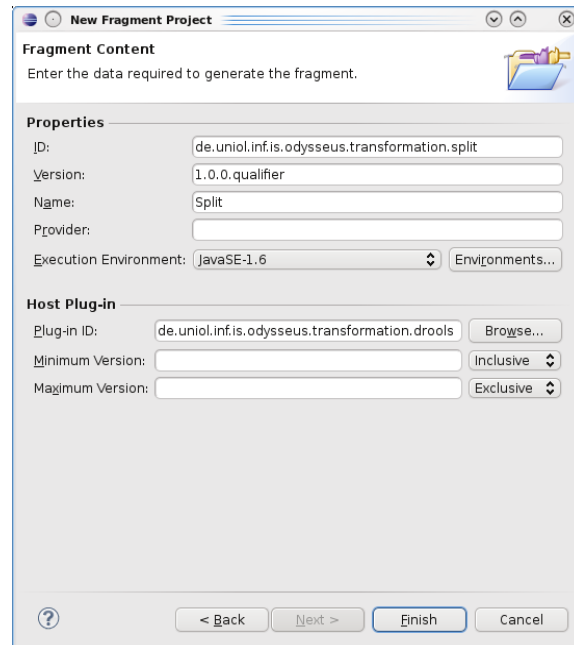 New Fragment Project
Fragment Content
Enter the data required to generate the fragment.
Properties
ID: de.uniol.inf.is.odysseus.transformation.split
Version: 1.0.0.qualifier
Name: Split
Provider:
Execution Environment: JavaSE-1.6 Environments...
Host Plug-in
Plug-in ID: de.uniol.inf.is.odysseus.transformation.drools Browse...
Minimum Version: Inclusive
Maximum Version: Exclusive
? < Back Next > Finish Cancel